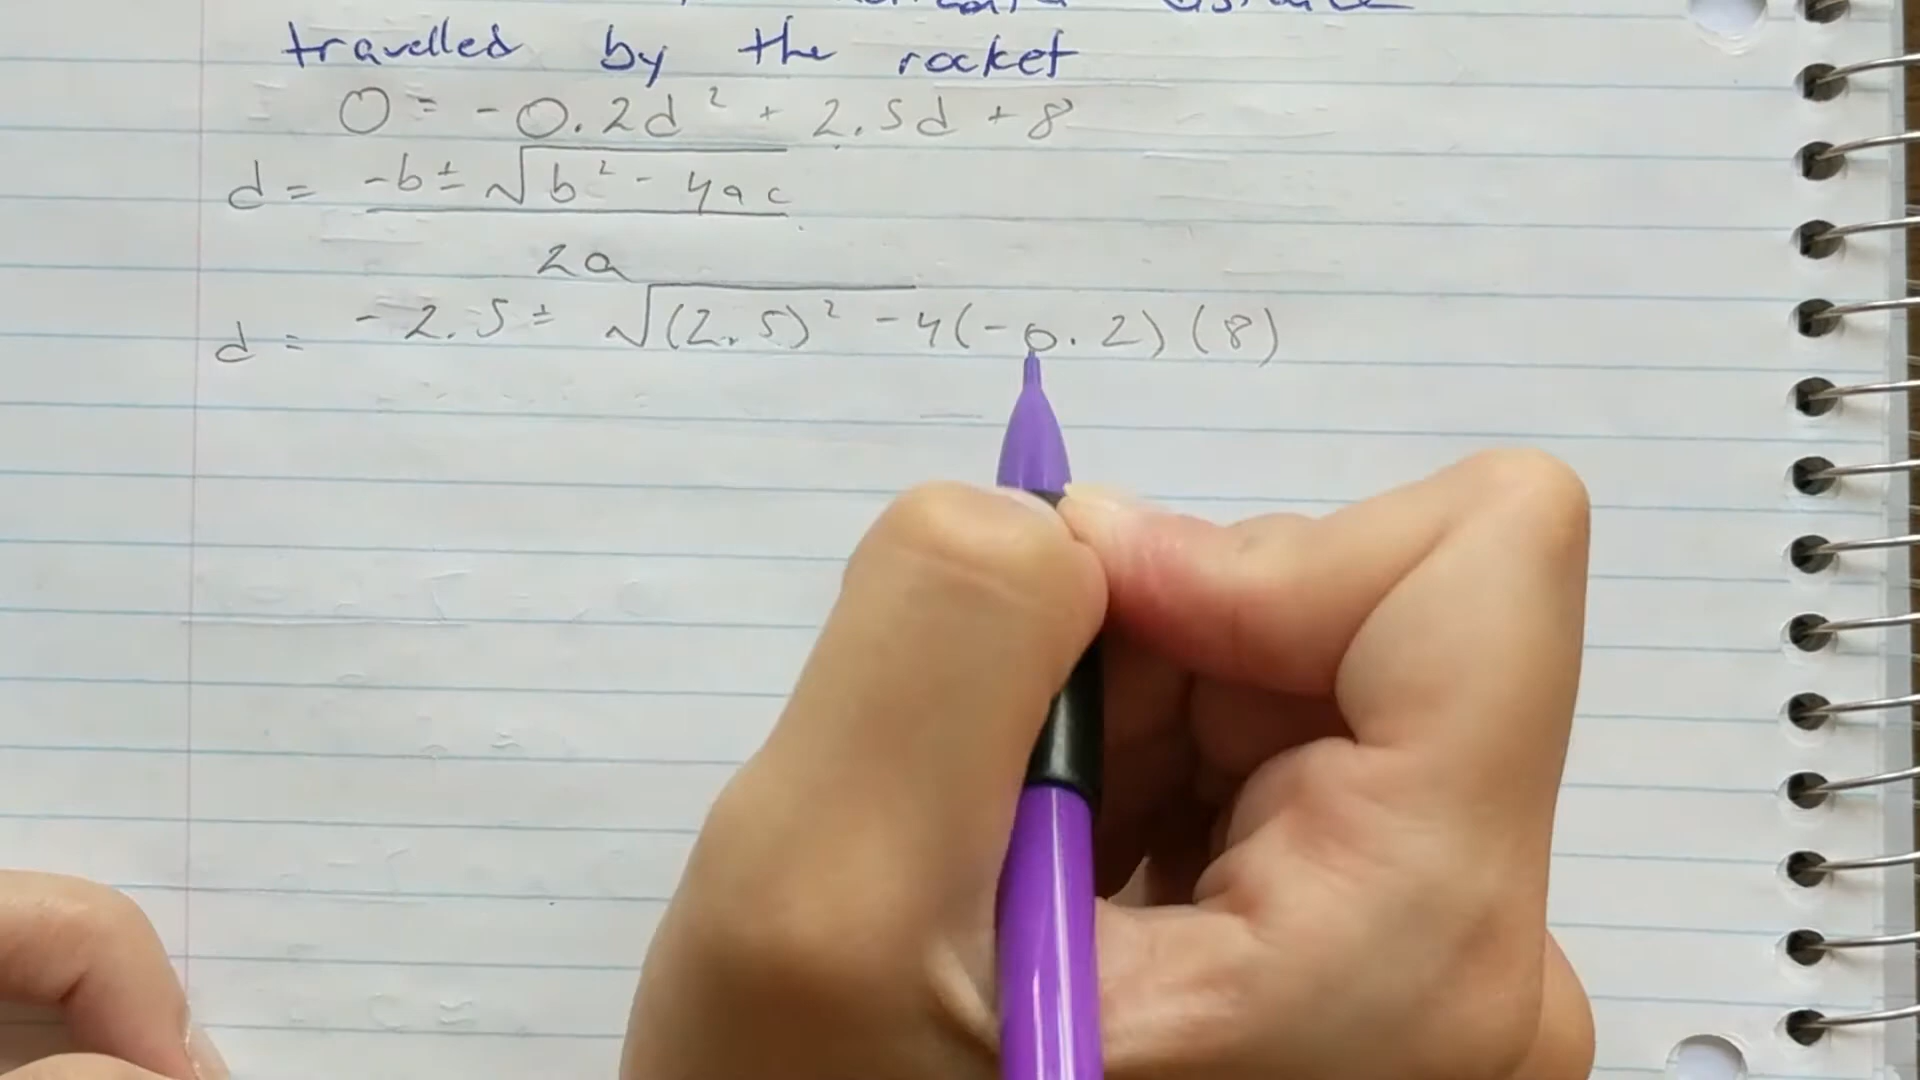 travelled by the rocket
0 = -0.2d² + 2.5d + 8
d = -b ± √b² - 4ac
2a
d = -2.5 ± √(2.5)² - 4(-0.2)(8)